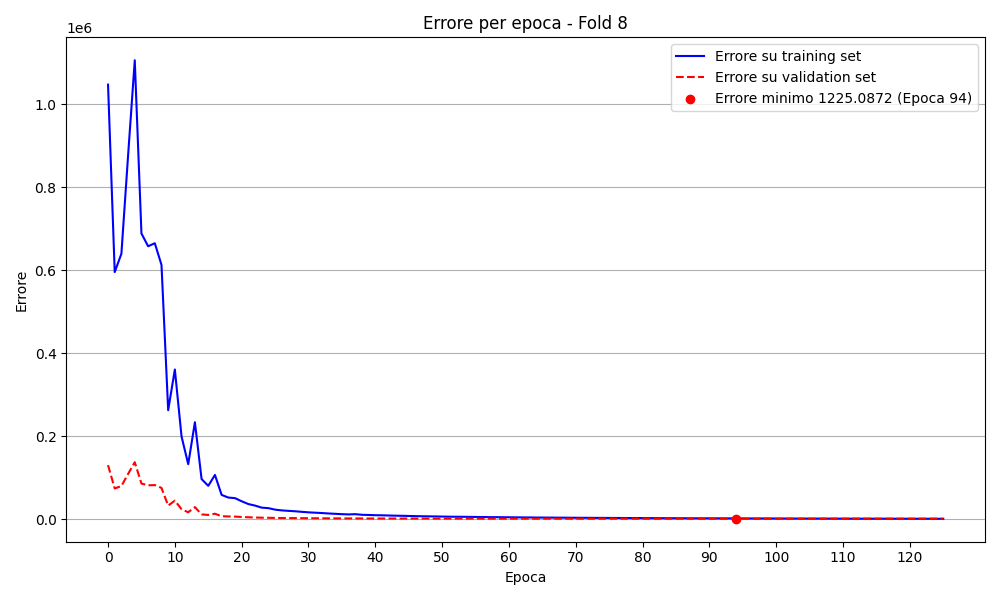 Errore per epoca - Fold 8
1e6
Errore su training set
Errore su validation set
Errore minimo 1225.0872 (Epoca 94)
1.0
0.8
0.6
0.4
0.2
0.0
Errore
0 10 20 30 40 50 60 70 80 90 100 110 120
Epoca